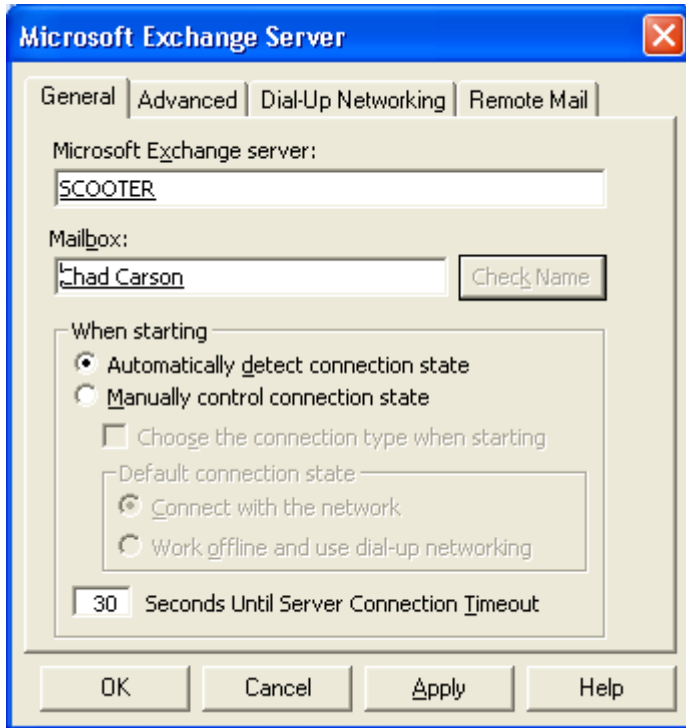 Microsoft Exchange Server
General Advanced Dial-Up Networking Remote Mail
Microsoft Exchange server:
SCOOTER
Mailbox:
Chad Carson Check Name
When starting
Automatically detect connection state
Manually control connection state
Choose the connection type when starting
Default connection state
Connect with the network
Work offline and use dial-up networking
30 Seconds Until Server Connection Timeout
OK Cancel Apply Help